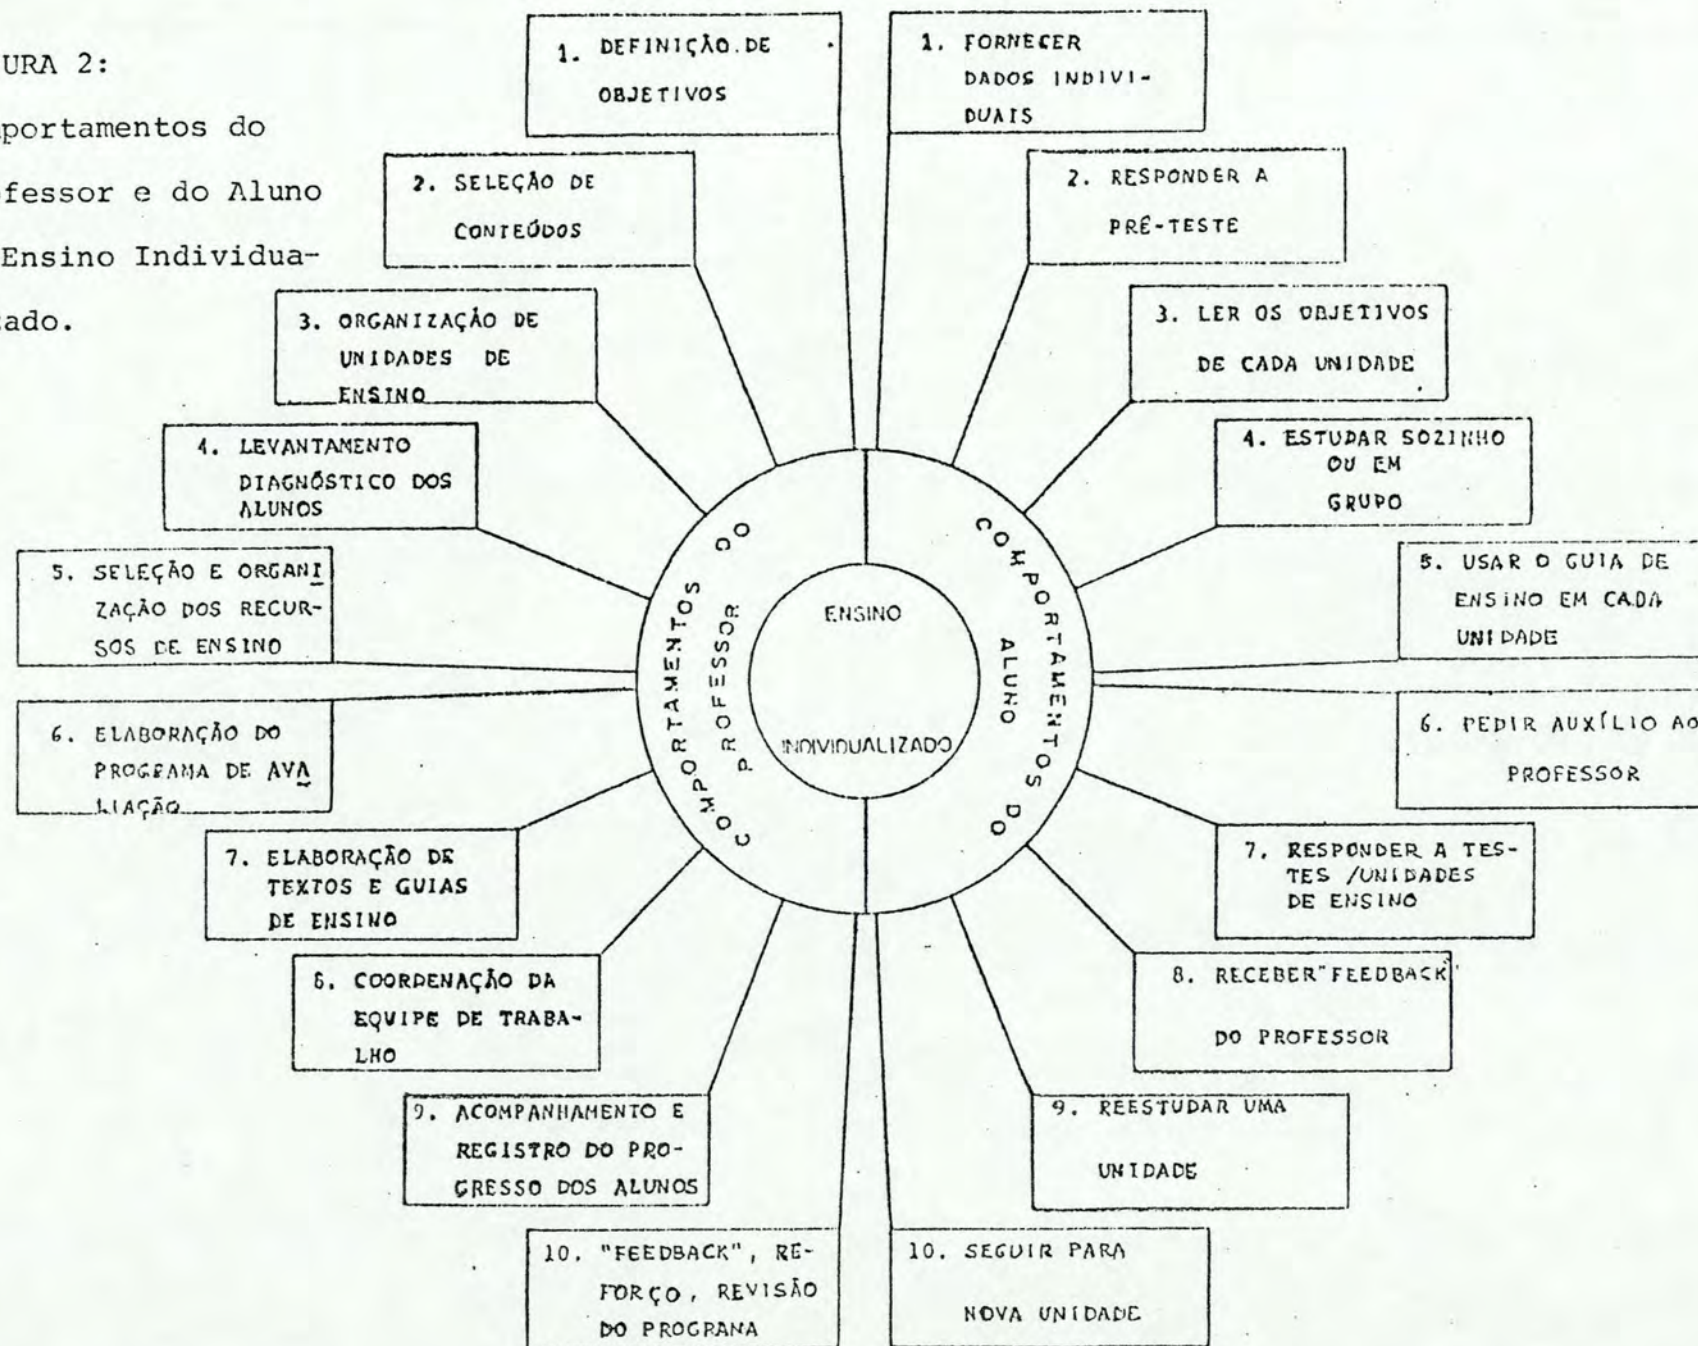 URA 2:
portamentos do
fessor e do Aluno
Ensino Individua-
ado.
1. DEFINIÇÃO DE
OBJETIVOS
2. SELEÇÃO DE
CONTEÚDOS
3. ORGANIZAÇÃO DE
UNIDADES DE
ENSINO
4. LEVANTAMENTO
DIAGNÓSTICO DOS
ALUNOS
5. SELEÇÃO E ORGANI
ZAÇÃO DOS RECUR-
SOS DE ENSINO
6. ELABORAÇÃO DO
PROGRAMA DE AVA
LIAÇÃO
7. ELABORAÇÃO DE
TEXTOS E GUIAS
DE ENSINO
8. COORDENAÇÃO DA
EQUIPE DE TRABA-
LHO
9. ACOMPANHAMENTO E
REGISTRO DO PRO-
GRESSO DOS ALUNOS
10. "FEEDBACK", RE-
FORÇO, REVISÃO
DO PROGRAMA
COMPORTAMENTOS DO
PROFESSOR
ENSINO
INDIVIDUALIZADO
COMPORTAMENTOS DO
ALUNO
1. FORNECER
DADOS INDIVI-
DUAIS
2. RESPONDER A
PRÉ-TESTE
3. LER OS OBJETIVOS
DE CADA UNIDADE
4. ESTUDAR SOZINHO
OU EM
GRUPO
5. USAR O GUIA DE
ENSINO EM CADA
UNIDADE
6. PEDIR AUXÍLIO AO
PROFESSOR
7. RESPONDER A TES-
TES /UNIDADES
DE ENSINO
8. RECEBER "FEEDBACK"
DO PROFESSOR
9. REESTUDAR UMA
UNIDADE
10. SEGUIR PARA
NOVA UNIDADE